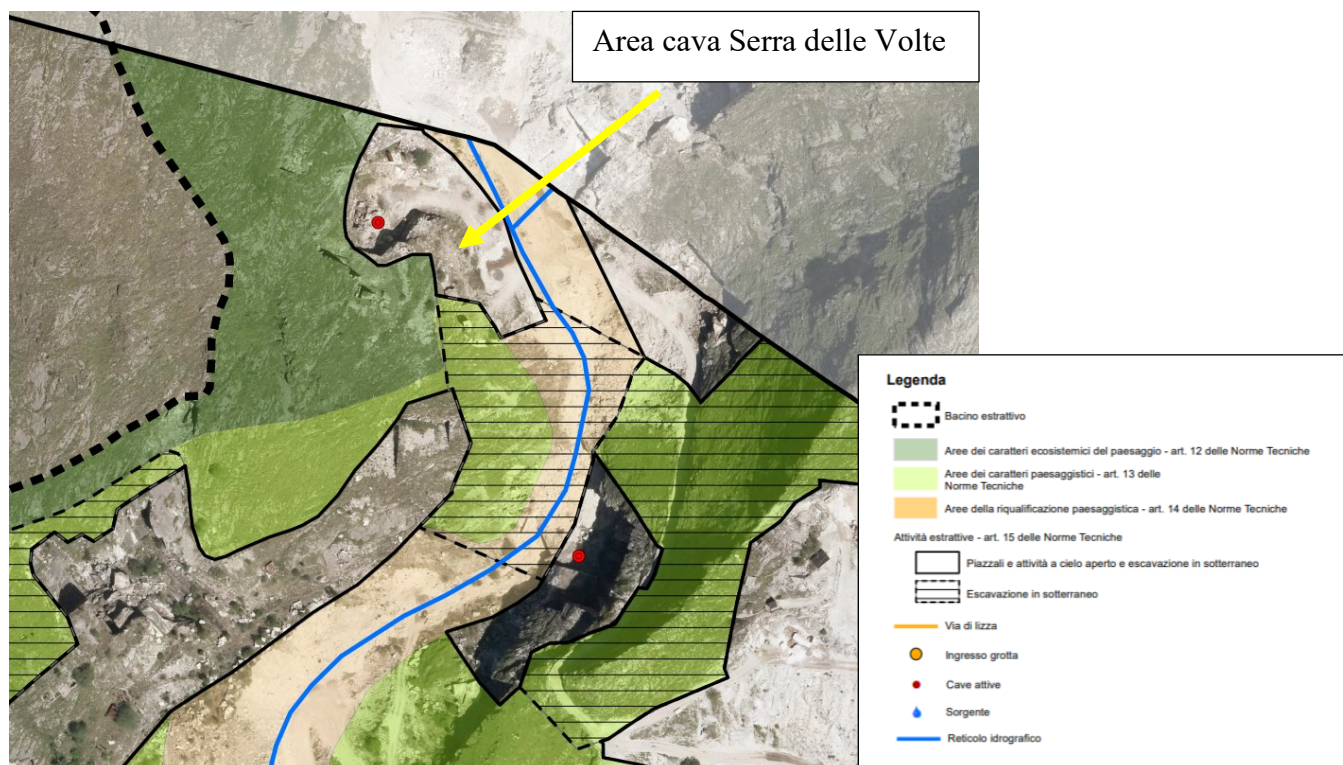 Area cava Serra delle Volte
Legenda
Bacino estrattivo
Aree dei caratteri ecosistemici del paesaggio - art. 12 delle Norme Tecniche
Aree dei caratteri paesaggistici - art. 13 delle
Norme Tecniche
Aree della riqualificazione paesaggistica - art. 14 delle Norme Tecniche
Attività estrattive - art. 15 delle Norme Tecniche
Piazzali e attività a cielo aperto e escavazione in sotterraneo
Escavazione in sotterraneo
Via di lizza
Ingresso grotta
Cave attive
Sorgente
Reticolo idrografico